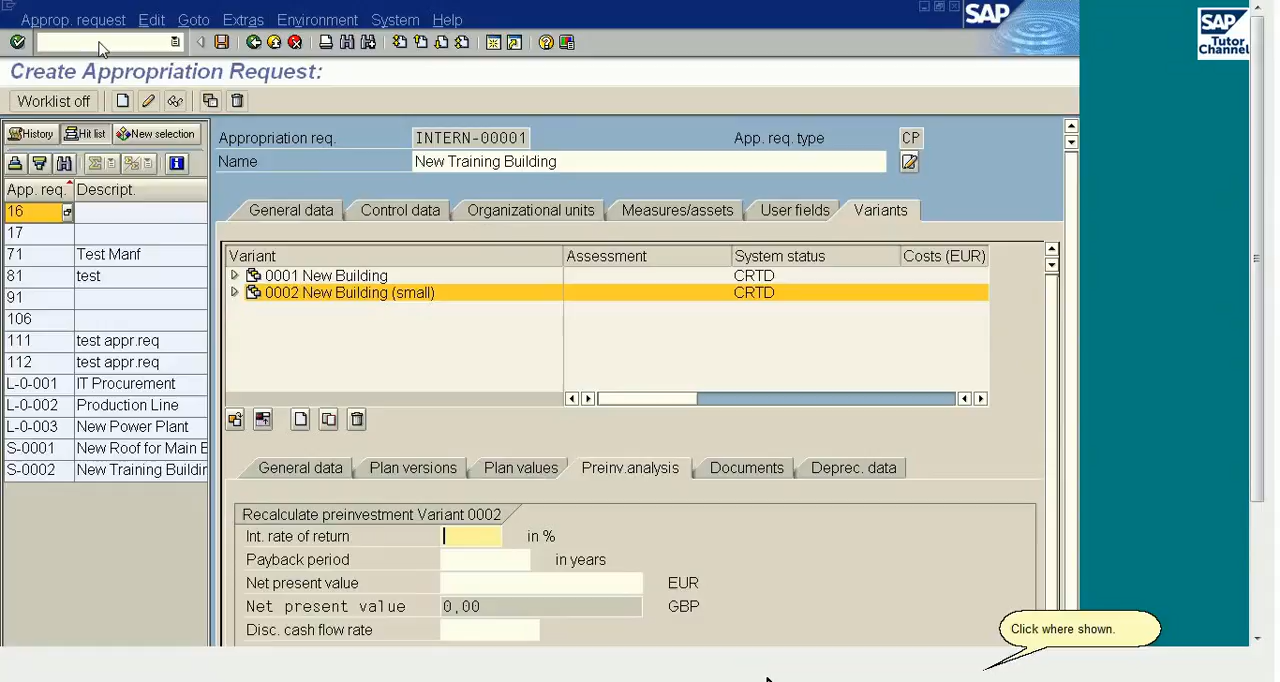 Approp. request Edit Goto Extras Environment System Help
SAP
SAP
Tutor
Channel
Create Appropriation Request:
Worklist off
History Hit list New selection
Appropriation req. INTERN-00001 App. req. type CP
Name New Training Building
App. req. Descript.
16
17
71 Test Manf
81 test
91
106
111 test appr.req
112 test appr.req
L-0-001 IT Procurement
L-0-002 Production Line
L-0-003 New Power Plant
S-0001 New Roof for Main
S-0002 New Training Buildin
General data Control data Organizational units Measures/assets User fields Variants
Variant Assessment System status Costs (EUR)
0001 New Building CRTD
0002 New Building (small) CRTD
General data Plan versions Plan values Preinv.analysis Documents Deprec. data
Recalculate preinvestment Variant 0002
Int. rate of return in %
Payback period in years
Net present value EUR
Net present value 0,00 GBP
Disc. cash flow rate
Click where shown.